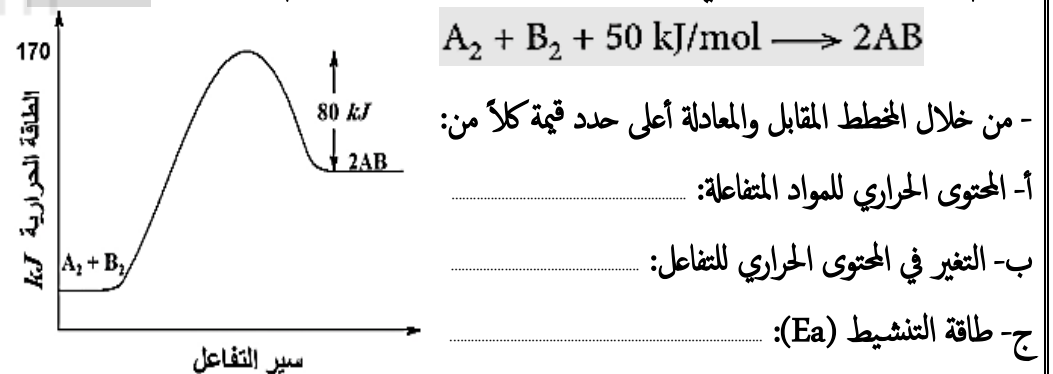 A₂ + B₂ + 50 kJ/mol ⟶ 2AB
- من خلال المخطط المقابل والمعادلة أعلى حدد قيمة كلاً من:
أ- المحتوى الحراري للمواد المتفاعلة:
ب- التغير في المحتوى الحراري للتفاعل:
ج- طاقة التنشيط (Ea):
170
80 kJ
2AB
A₂ + B₂
الطاقة الحرارية kJ
سير التفاعل